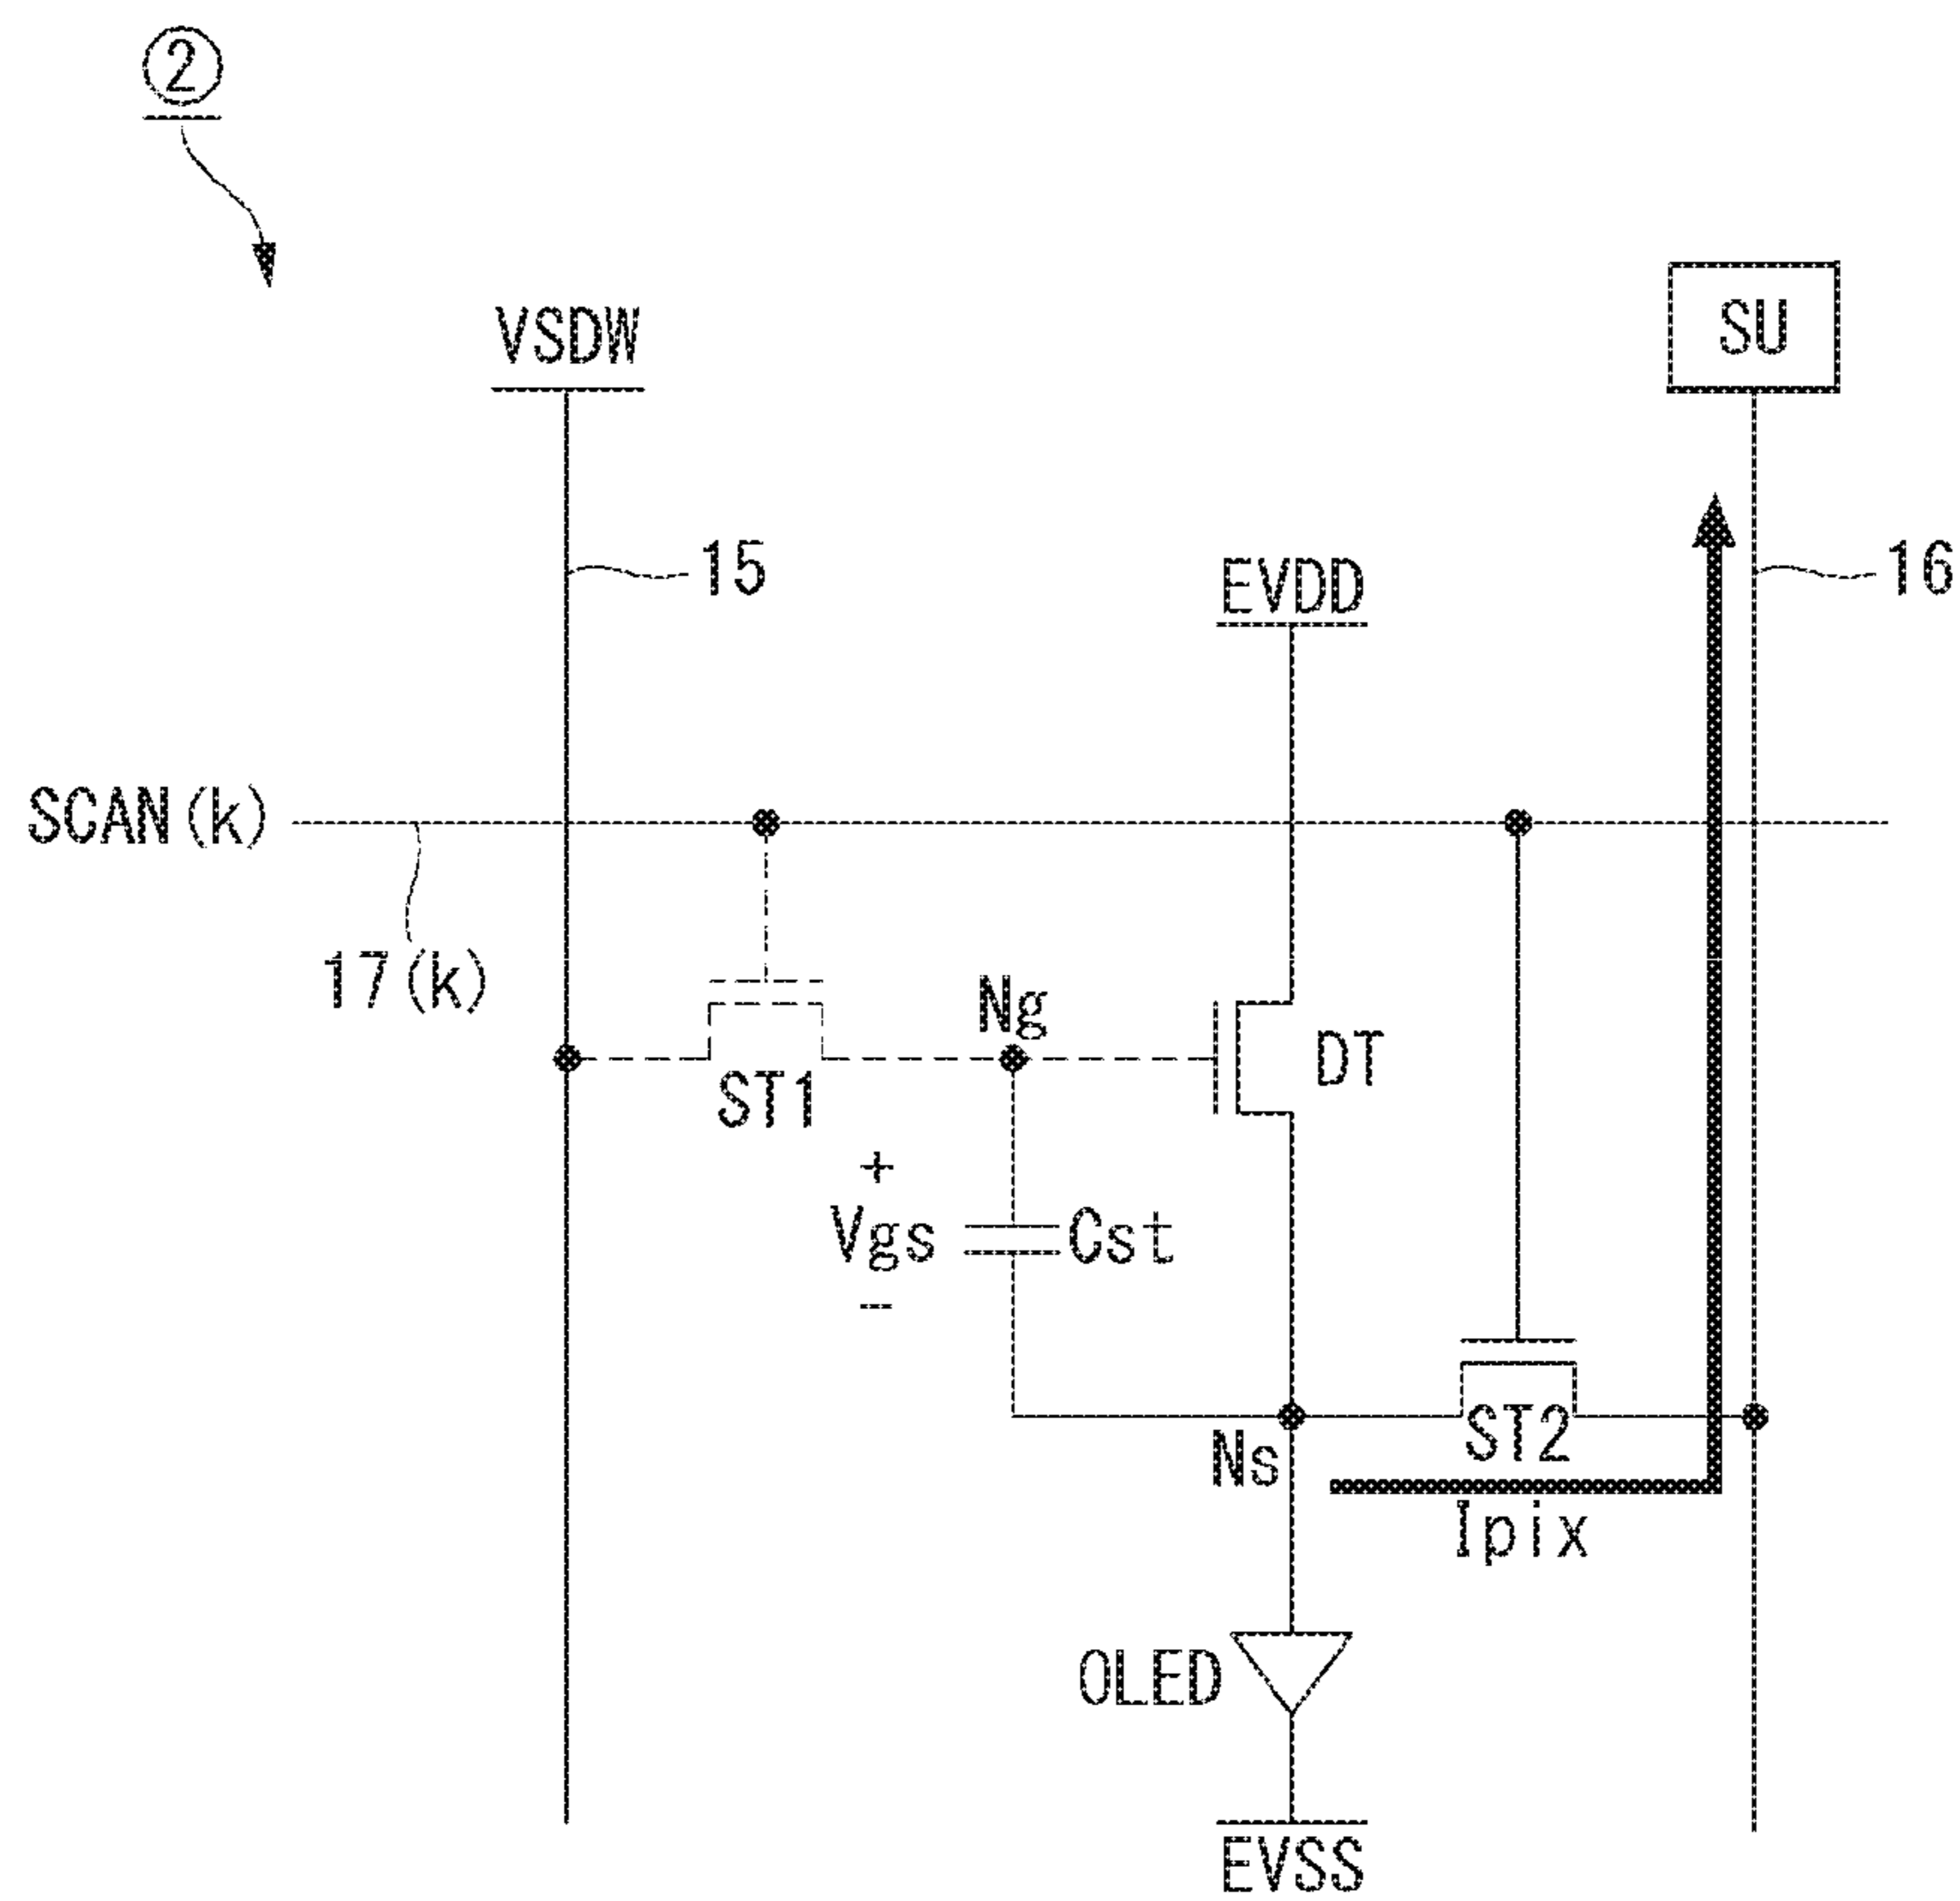 ②
VSDW
SU
15
EVDD
16
SCAN(k)
17(k)
Ng
DT
ST1
+
Vgs
Cst
-
ST2
Ns
Ipix
OLED
EVSS